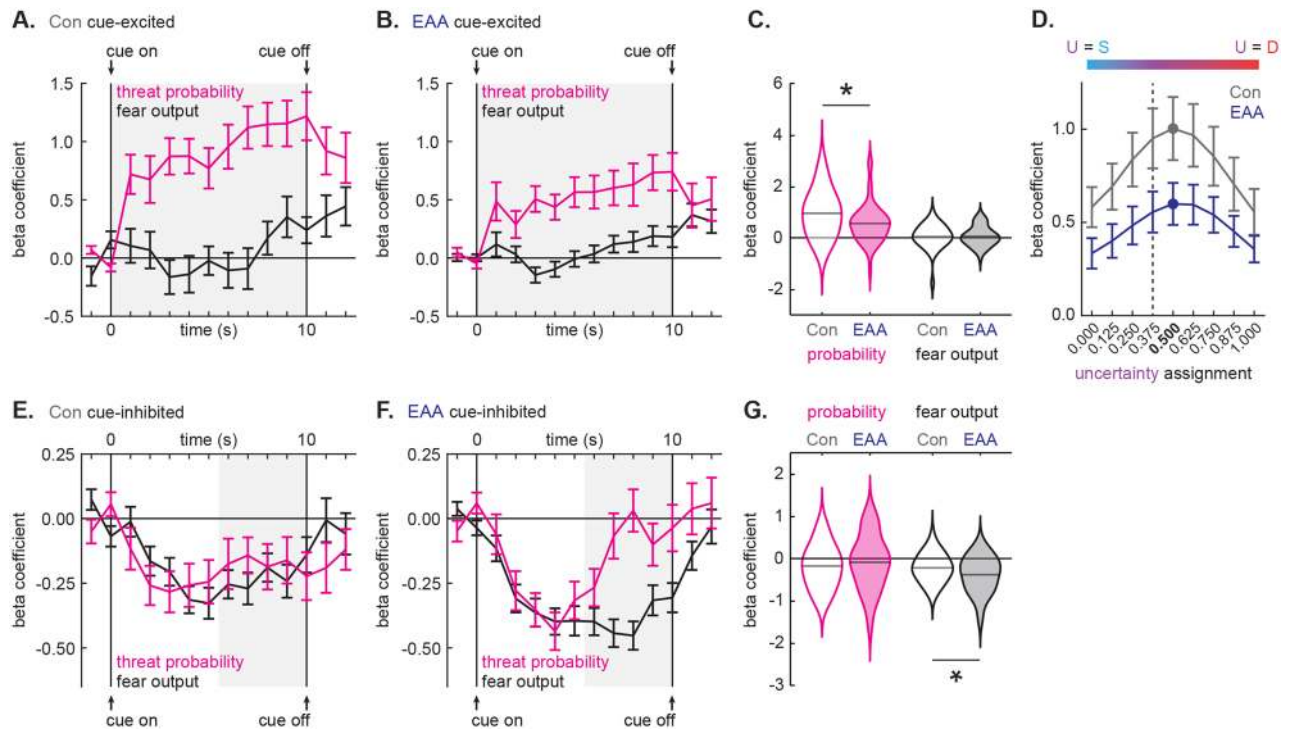 A. Con cue-excited
cue on cue off
1.5
1.0
0.5
0.0
-0.5
beta coefficient
threat probability
fear output
0 time (s) 10
B. EAA cue-excited
cue on cue off
1.5
1.0
0.5
0.0
-0.5
beta coefficient
threat probability
fear output
0 time (s) 10
C.
6
4
2
0
-2
beta coefficient
*
Con EAA Con EAA
probability fear output
D.
U = S U = D
Con
EAA
1.0
0.5
0.0
beta coefficient
0.000 0.125 0.250 0.375 0.500 0.625 0.750 0.875 1.000
uncertainty assignment
E. Con cue-inhibited
0 time (s) 10
0.25
0.00
-0.25
-0.50
beta coefficient
threat probability
fear output
cue on cue off
F. EAA cue-inhibited
0 time (s) 10
0.25
0.00
-0.25
-0.50
beta coefficient
threat probability
fear output
cue on cue off
G. probability fear output
Con EAA Con EAA
2
1
0
-1
-2
-3
beta coefficient
*